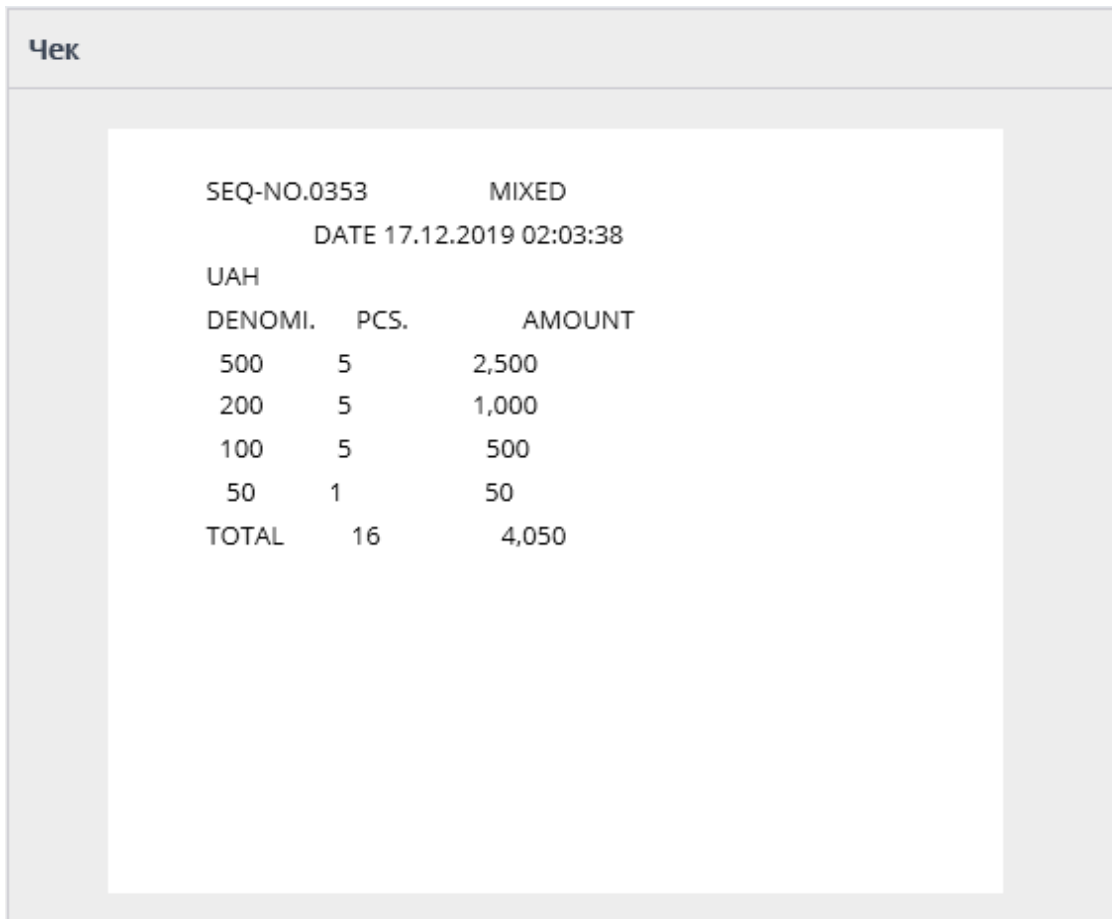 Чек
SEQ-NO.0353 MIXED
DATE 17.12.2019 02:03:38
UAH
DENOMI. PCS. AMOUNT
500 5 2,500
200 5 1,000
100 5 500
50 1 50
TOTAL 16 4,050